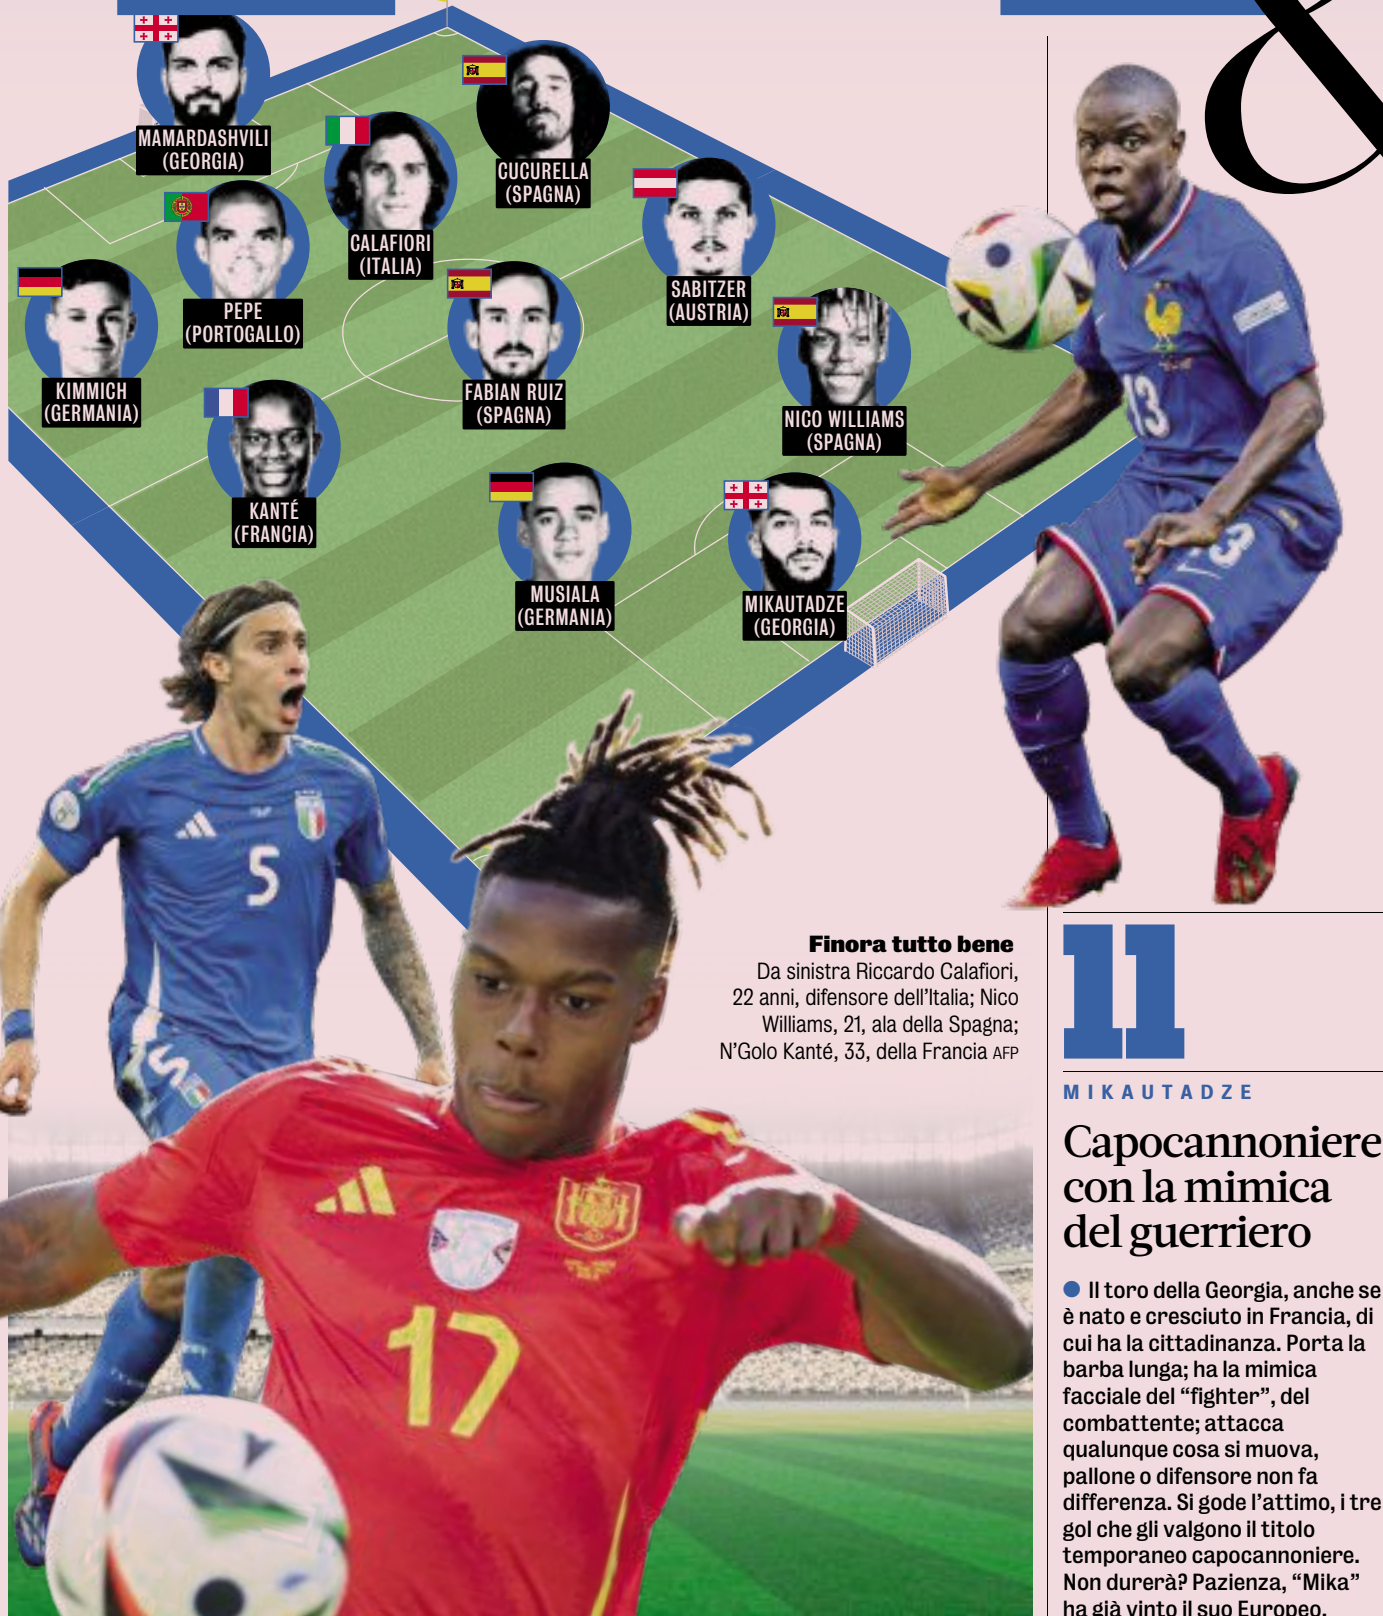 MAMARDASHVILI
(GEORGIA)
CUCURELLA
(SPAGNA)
CALAFIORI
(ITALIA)
SABITZER
(AUSTRIA)
PEPE
(PORTOGALLO)
KIMMICH
(GERMANIA)
FABIAN RUIZ
(SPAGNA)
NICO WILLIAMS
(SPAGNA)
KANTÉ
(FRANCIA)
MUSIALA
(GERMANIA)
MIKAUTADZE
(GEORGIA)
&
13
13
5
5
17
Finora tutto bene
Da sinistra Riccardo Calafiori,
22 anni, difensore dell'Italia; Nico
Williams, 21, ala della Spagna;
N'Golo Kanté, 33, della Francia AFP
11
MIKAUTADZE
Capocannoniere
con la mimica
del guerriero
● Il toro della Georgia, anche se
è nato e cresciuto in Francia, di
cui ha la cittadinanza. Porta la
barba lunga; ha la mimica
facciale del “fighter”, del
combattente; attacca
qualunque cosa si muova,
pallone o difensore non fa
differenza. Si gode l'attimo, i tre
gol che gli valgono il titolo
temporaneo capocannoniere.
Non durerà? Pazienza, “Mika”
ha già vinto il suo Europeo.